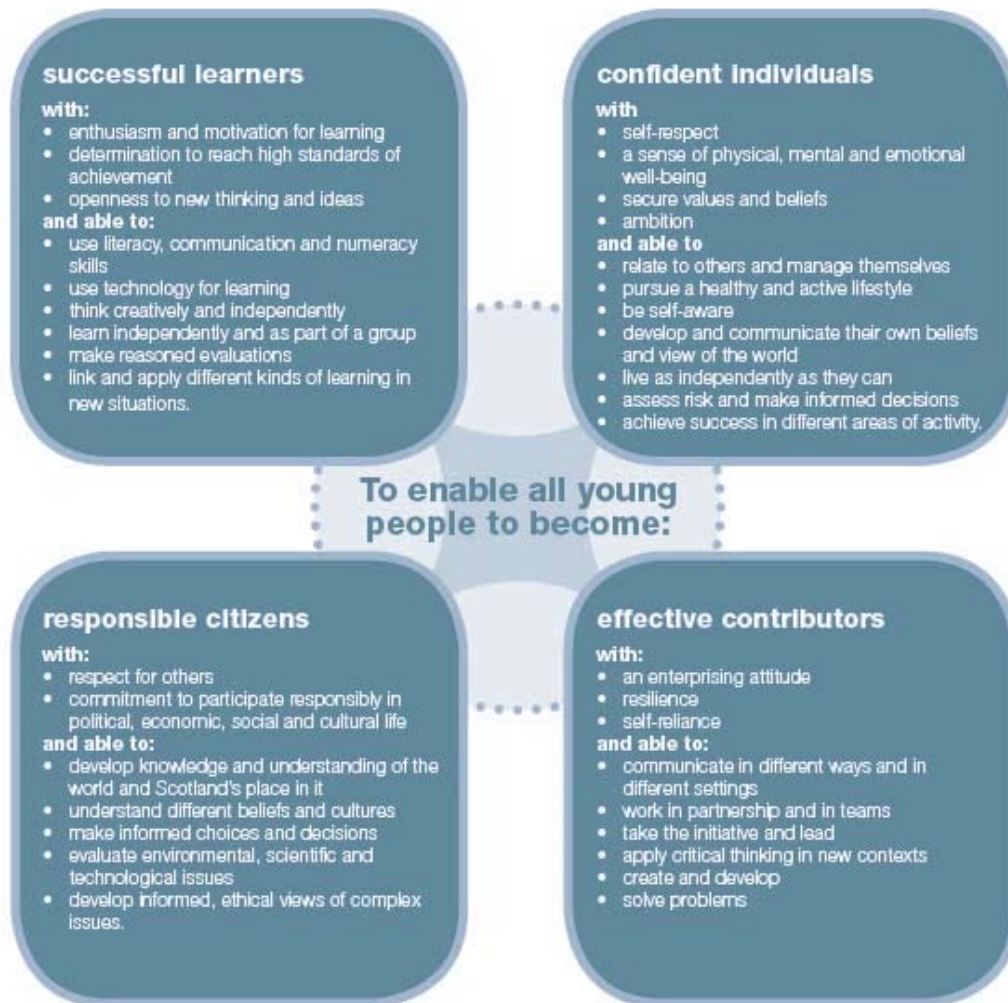 successful learners
with:
• enthusiasm and motivation for learning
• determination to reach high standards of
achievement
• openness to new thinking and ideas
and able to:
• use literacy, communication and numeracy
skills
• use technology for learning
• think creatively and independently
• learn independently and as part of a group
• make reasoned evaluations
• link and apply different kinds of learning in
new situations.
confident individuals
with
• self-respect
• a sense of physical, mental and emotional
well-being
• secure values and beliefs
• ambition
and able to
• relate to others and manage themselves
• pursue a healthy and active lifestyle
• be self-aware
• develop and communicate their own beliefs
and view of the world
• live as independently as they can
• assess risk and make informed decisions
• achieve success in different areas of activity.
To enable all young
people to become:
responsible citizens
with:
• respect for others
• commitment to participate responsibly in
political, economic, social and cultural life
and able to:
• develop knowledge and understanding of the
world and Scotland's place in it
• understand different beliefs and cultures
• make informed choices and decisions
• evaluate environmental, scientific and
technological issues
• develop informed, ethical views of complex
issues.
effective contributors
with:
• an enterprising attitude
• resilience
• self-reliance
and able to:
• communicate in different ways and in
different settings
• work in partnership and in teams
• take the initiative and lead
• apply critical thinking in new contexts
• create and develop
• solve problems